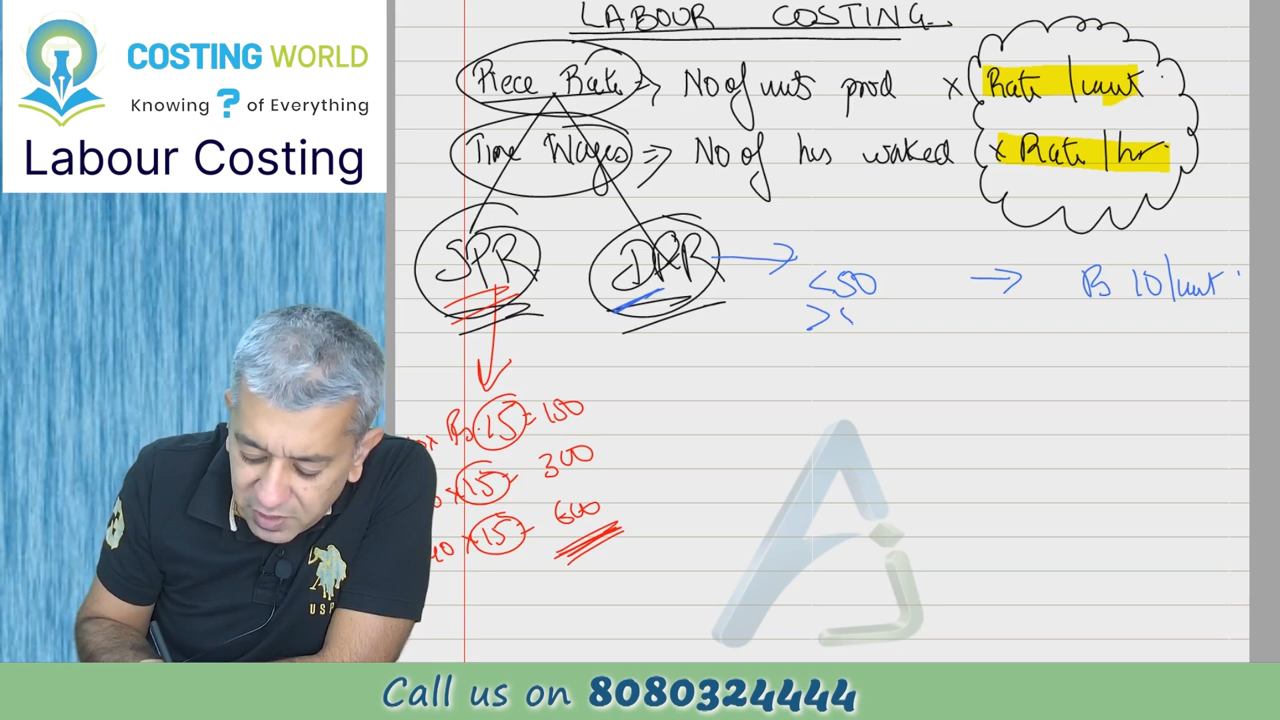 COSTING WORLD
Knowing ? of Everything
Labour Costing
LABOUR COSTING
Piece Rate => No of units prod × Rate / unit
Time Wages => No of hrs worked × Rate / hr
SPR DPR
<50 → Rs 10/unit
>
× Rs. 15 = 150
× 15 = 300
× 15 = 600
US P
Call us on 8080324444